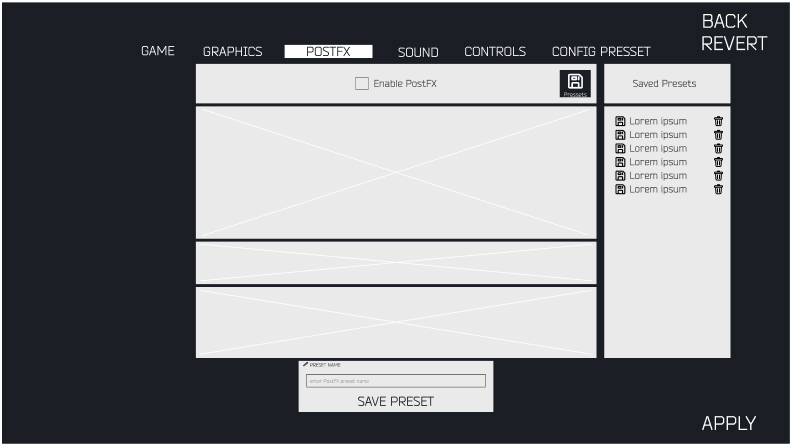 BACK
REVERT
GAME GRAPHICS POSTFX SOUND CONTROLS CONFIG PRESSET
Enable PostFX
Pressets
Saved Presets
Lorem ipsum
Lorem ipsum
Lorem ipsum
Lorem ipsum
Lorem ipsum
Lorem ipsum
PRESET NAME
enter PostFX preset name
SAVE PRESET
APPLY